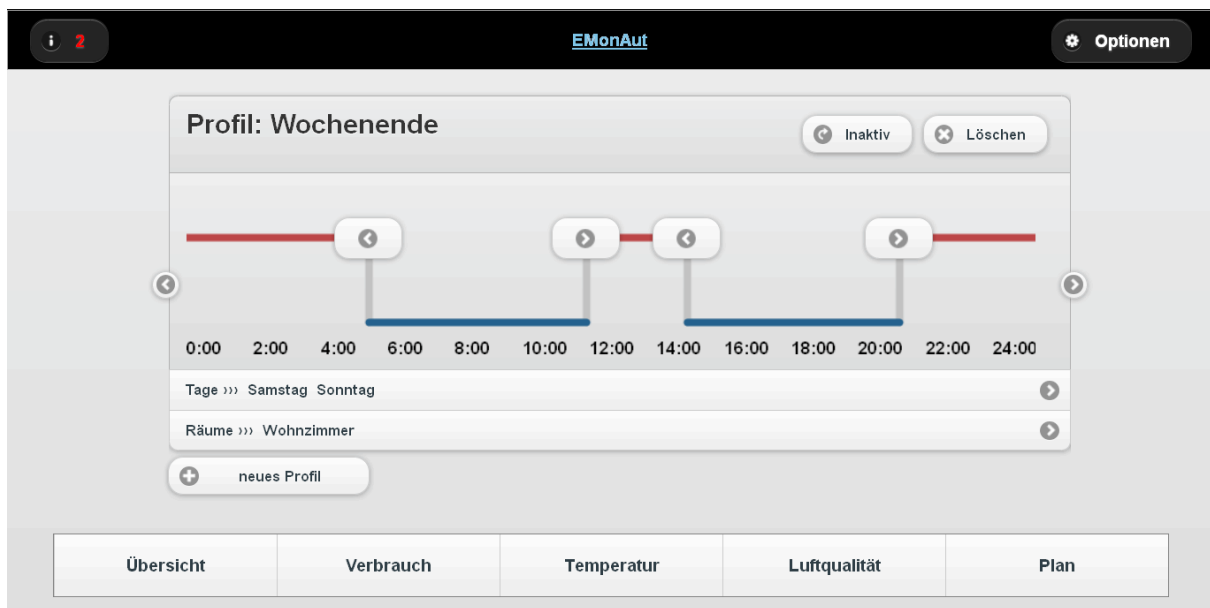 i 2 EMonAut Optionen
Profil: Wochenende Inaktiv Löschen
0:00 2:00 4:00 6:00 8:00 10:00 12:00 14:00 16:00 18:00 20:00 22:00 24:00
Tage ››› Samstag Sonntag
Räume ››› Wohnzimmer
neues Profil
Übersicht Verbrauch Temperatur Luftqualität Plan